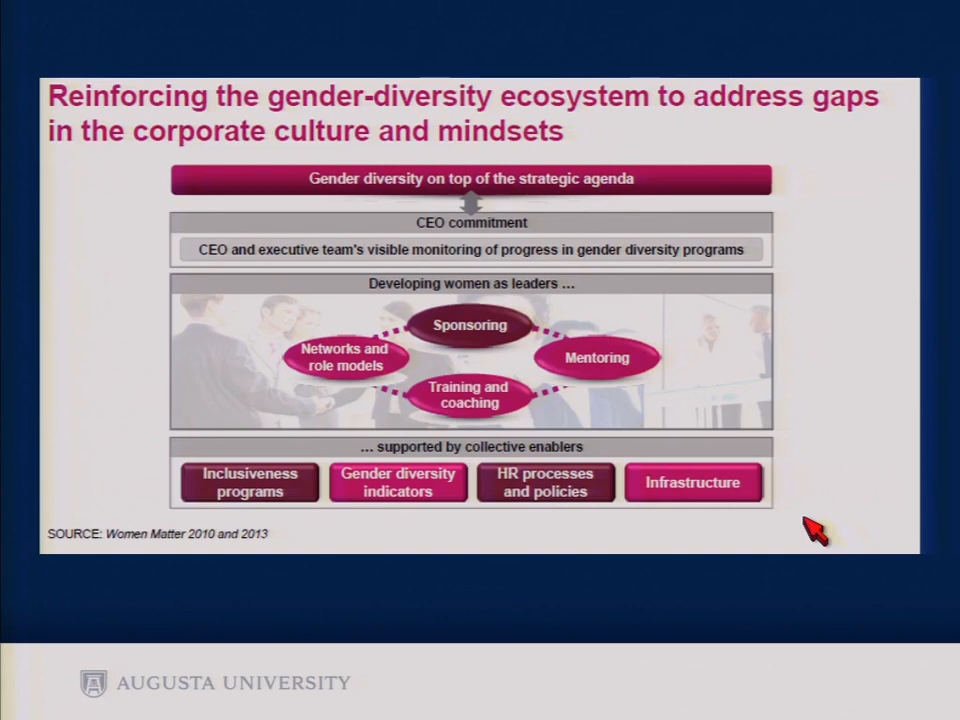 Reinforcing the gender-diversity ecosystem to address gaps
in the corporate culture and mindsets
Gender diversity on top of the strategic agenda
CEO commitment
CEO and executive team's visible monitoring of progress in gender diversity programs
Developing women as leaders ...
Sponsoring
Networks and
role models
Mentoring
Training and
coaching
... supported by collective enablers
Inclusiveness
programs
Gender diversity
indicators
HR processes
and policies
Infrastructure
SOURCE: Women Matter 2010 and 2013
AUGUSTA UNIVERSITY